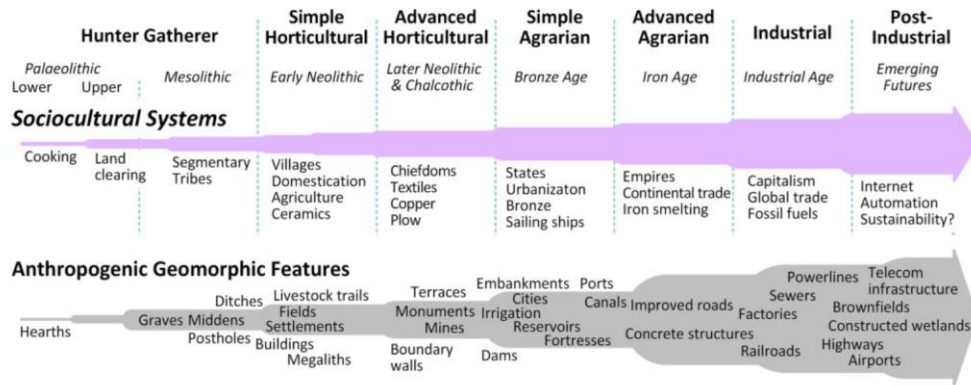 Hunter Gatherer
Simple
Horticultural
Advanced
Horticultural
Simple
Agrarian
Advanced
Agrarian
Industrial
Post-
Industrial
Palaeolithic
Lower Upper
Mesolithic
Early Neolithic
Later Neolithic
& Chalcothic
Bronze Age
Iron Age
Industrial Age
Emerging
Futures
Sociocultural Systems
Cooking
Land
clearing
Segmentary
Tribes
Villages
Domestication
Agriculture
Ceramics
Chiefdoms
Textiles
Copper
Plow
States
Urbanizaton
Bronze
Sailing ships
Empires
Continental trade
Iron smelting
Capitalism
Global trade
Fossil fuels
Internet
Automation
Sustainability?
Anthropogenic Geomorphic Features
Hearths
Ditches
Graves Middens
Postholes
Livestock trails
Fields
Settlements
Buildings
Megaliths
Terraces
Monuments
Mines
Boundary
walls
Embankments
Cities
Irrigation
Reservoirs
Fortresses
Dams
Ports
Canals
Improved roads
Concrete structures
Powerlines
Sewers
Factories
Railroads
Telecom
infrastructure
Brownfields
Constructed wetlands
Highways
Airports